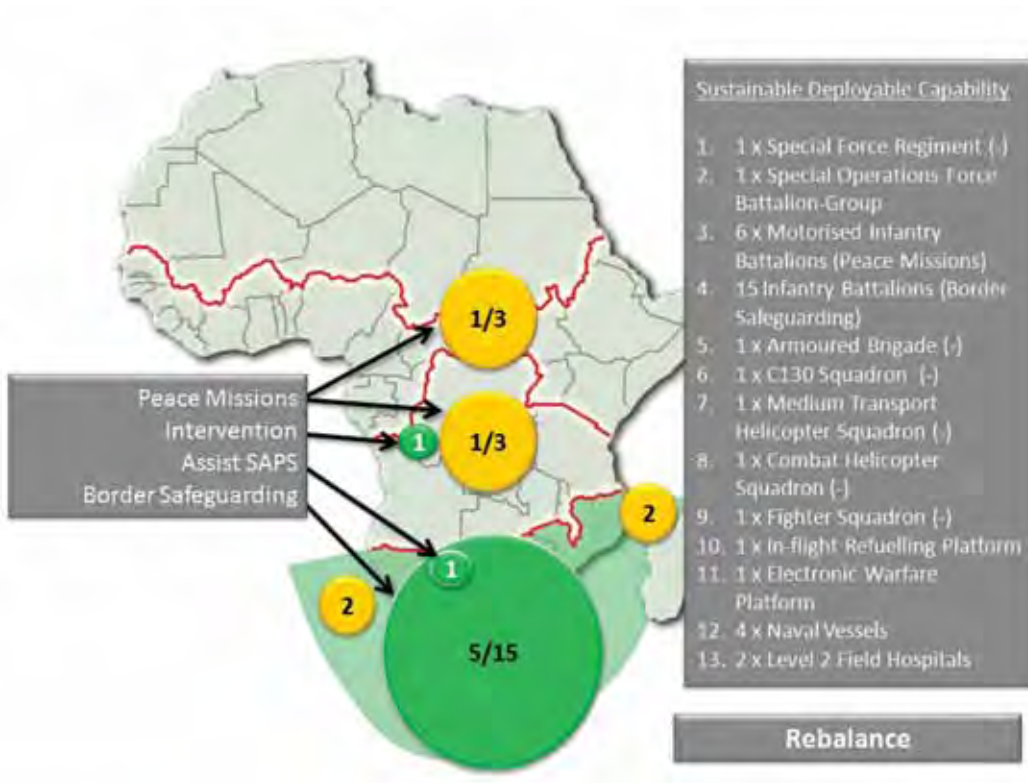 Sustainable Deployable Capability
1. 1 x Special Force Regiment (-)
2. 1 x Special Operations Force
Battalion-Group
3. 6 x Motorised Infantry
Battalions (Peace Missions)
4. 15 Infantry Battalions (Border
Safeguarding)
5. 1 x Armoured Brigade (-)
6. 1 x C130 Squadron (-)
7. 1 x Medium Transport
Helicopter Squadron (-)
8. 1 x Combat Helicopter
Squadron (-)
9. 1 x Fighter Squadron (-)
10. 1 x In-flight Refuelling Platform
11. 1 x Electronic Warfare
Platform
12. 4 x Naval Vessels
13. 2 x Level 2 Field Hospitals
1/3
Peace Missions
Intervention
Assist SAPS
Border Safeguarding
1
1/3
2
1
2
5/15
Rebalance